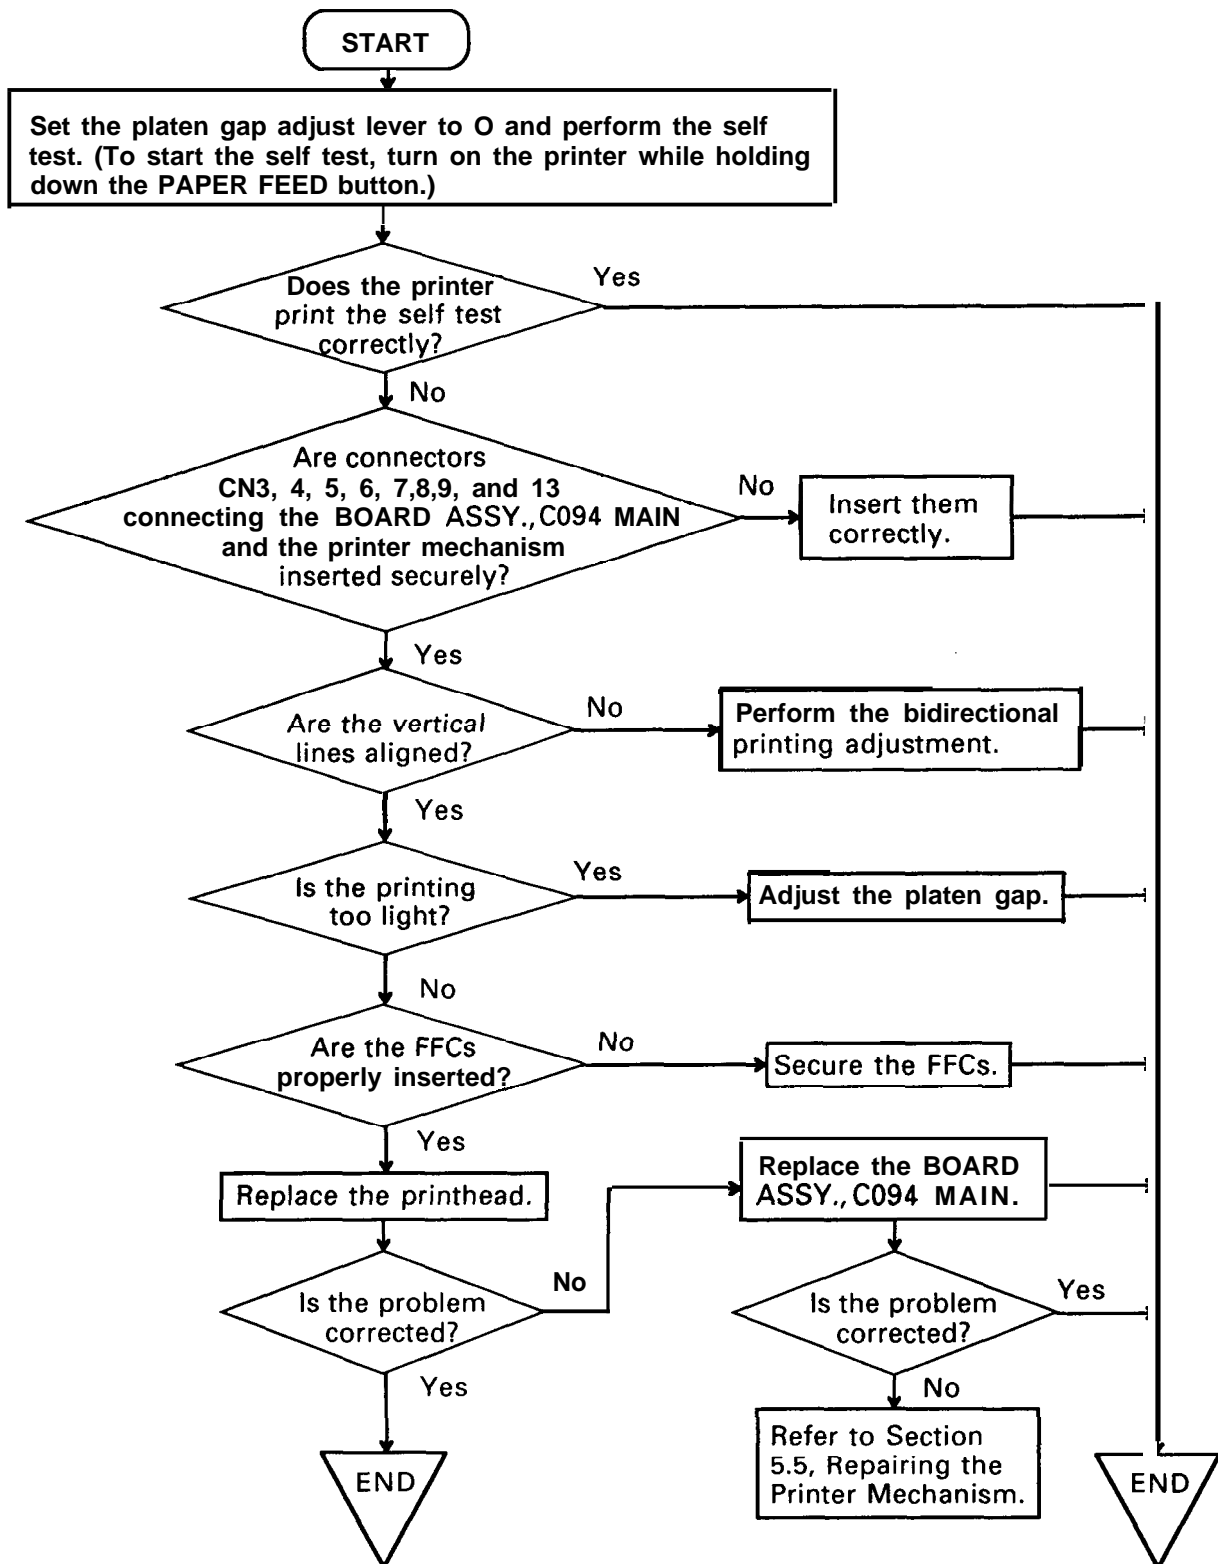 START
Set the platen gap adjust lever to O and perform the self
test. (To start the self test, turn on the printer while holding
down the PAPER FEED button.)
Does the printer
print the self test
correctly?
Yes
No
Are connectors
CN3, 4, 5, 6, 7,8,9, and 13
connecting the BOARD ASSY., C094 MAIN
and the printer mechanism
inserted securely?
No
Insert them
correctly.
Yes
Are the vertical
lines aligned?
No
Perform the bidirectional
printing adjustment.
Yes
Is the printing
too light?
Yes
Adjust the platen gap.
No
Are the FFCs
properly inserted?
No
Secure the FFCs.
Yes
Replace the printhead.
Replace the BOARD
ASSY., C094 MAIN.
Is the problem
corrected?
No
Is the problem
corrected?
Yes
Yes
No
Refer to Section
5.5, Repairing the
Printer Mechanism.
END
END